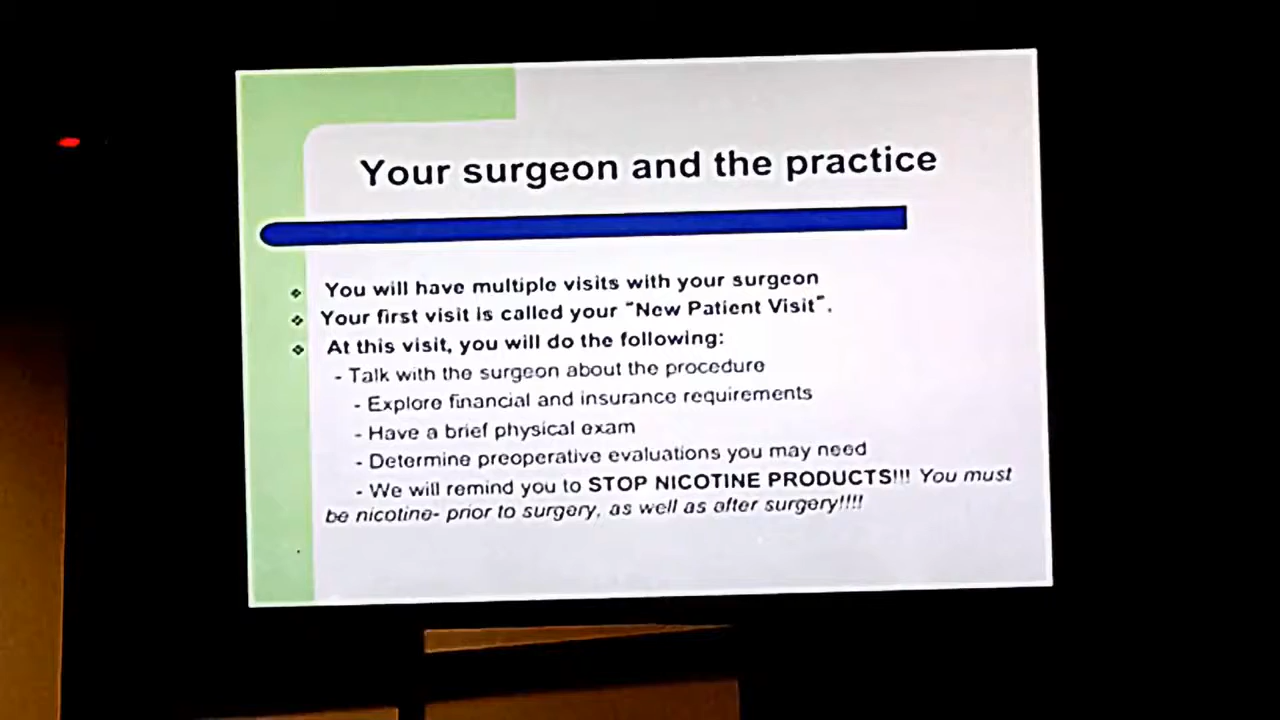 Your surgeon and the practice
❖ You will have multiple visits with your surgeon
❖ Your first visit is called your "New Patient Visit".
❖ At this visit, you will do the following:
- Talk with the surgeon about the procedure
- Explore financial and insurance requirements
- Have a brief physical exam
- Determine preoperative evaluations you may need
- We will remind you to STOP NICOTINE PRODUCTS!!! You must
be nicotine- prior to surgery, as well as after surgery!!!!